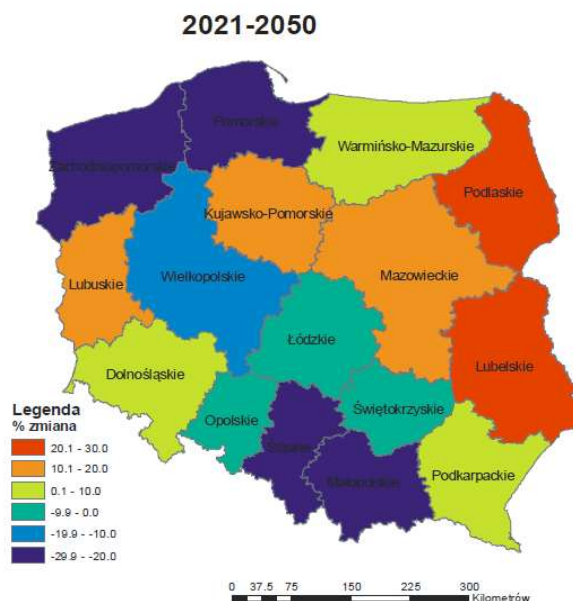 2021-2050
Pomorskie
Warmińsko-Mazurskie
Zachodniopomorskie
Podlaskie
Kujawsko-Pomorskie
Mazowieckie
Wielkopolskie
Lubuskie
Łódzkie
Lubelskie
Dolnośląskie
Świętokrzyskie
Opolskie
Śląskie
Podkarpackie
Małopolskie
Legenda
% zmiana
20.1 - 30.0
10.1 - 20.0
0.1 - 10.0
-9.9 - 0.0
-19.9 - -10.0
-29.9 - -20.0
0 37.5 75 150 225 300
Kilometrów